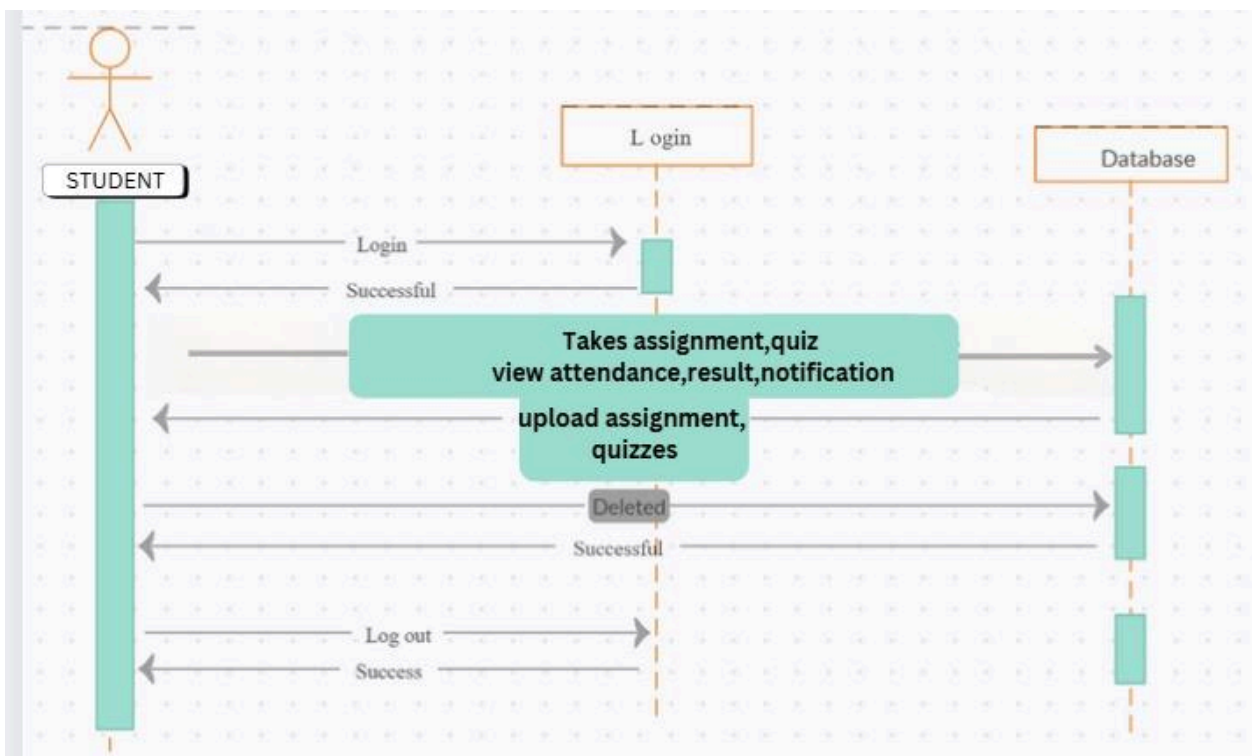 L ogin
Database
STUDENT
Login
Successful
Takes assignment,quiz
view attendance,result,notification
upload assignment,
quizzes
Deleted
Successful
Log out
Success